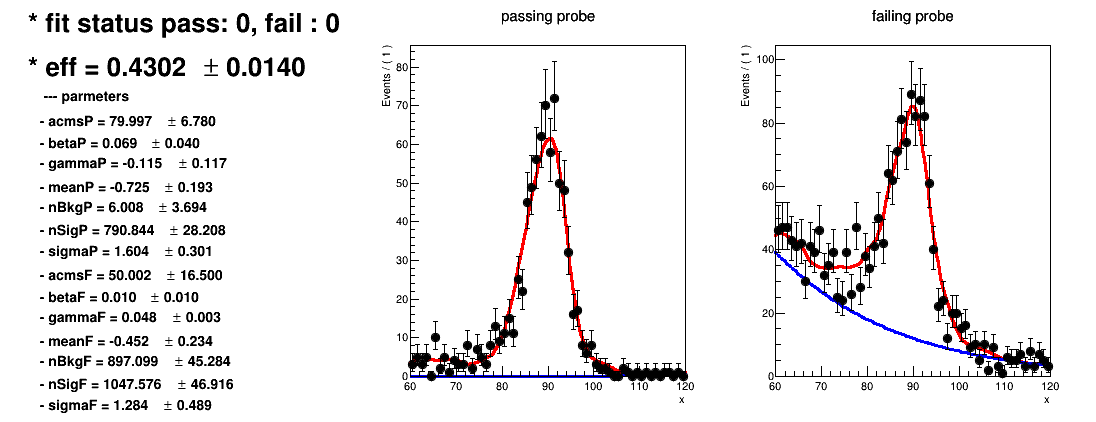 * fit status pass: 0, fail : 0
* eff = 0.4302 ± 0.0140
--- parmeters
- acmsP = 79.997 ± 6.780
- betaP = 0.069 ± 0.040
- gammaP = -0.115 ± 0.117
- meanP = -0.725 ± 0.193
- nBkgP = 6.008 ± 3.694
- nSigP = 790.844 ± 28.208
- sigmaP = 1.604 ± 0.301
- acmsF = 50.002 ± 16.500
- betaF = 0.010 ± 0.010
- gammaF = 0.048 ± 0.003
- meanF = -0.452 ± 0.234
- nBkgF = 897.099 ± 45.284
- nSigF = 1047.576 ± 46.916
- sigmaF = 1.284 ± 0.489
passing probe
Events / ( 1 )
80
70
60
50
40
30
20
10
0
60 70 80 90 100 110 120
x
failing probe
Events / ( 1 )
100
80
60
40
20
0
60 70 80 90 100 110 120
x